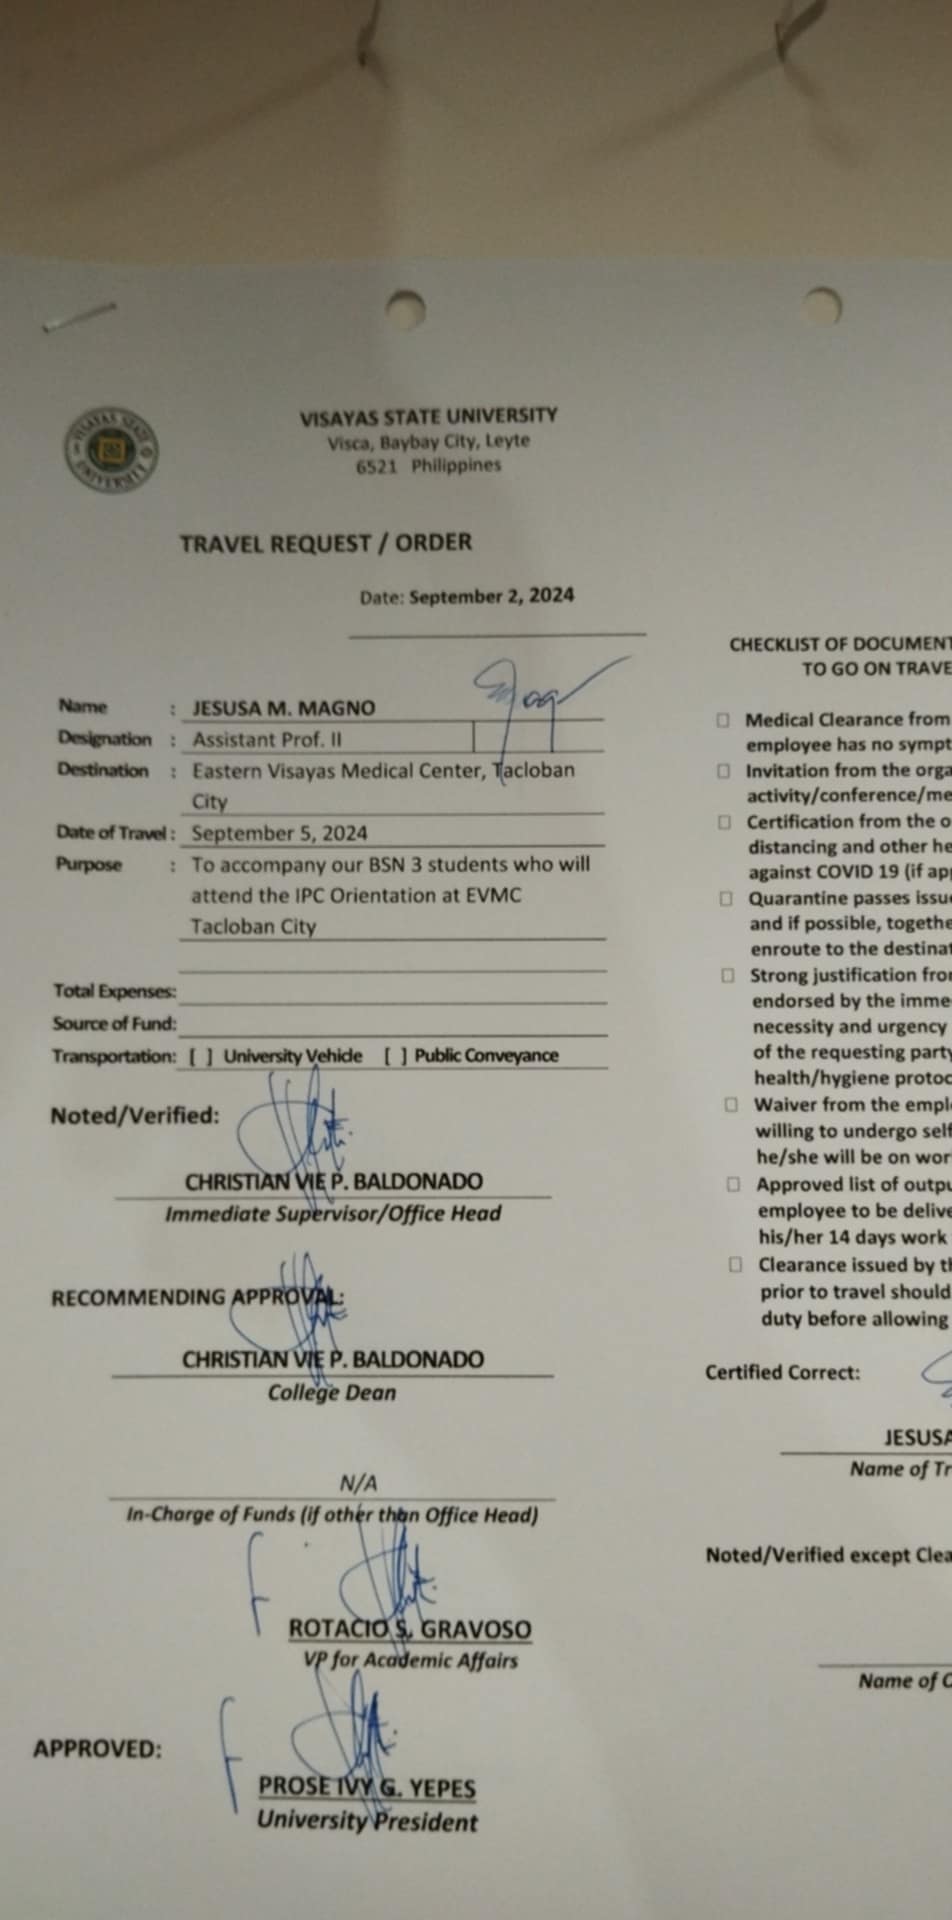 VISAYAS STATE UNIVERSITY
Visca, Baybay City, Leyte
6521 Philippines
VISAYAS STATE UNIVERSITY
TRAVEL REQUEST / ORDER
Date: September 2, 2024
Name : JESUSA M. MAGNO
Designation : Assistant Prof. II
Destination : Eastern Visayas Medical Center, Tacloban
City
Date of Travel : September 5, 2024
Purpose : To accompany our BSN 3 students who will
attend the IPC Orientation at EVMC
Tacloban City
Total Expenses:
Source of Fund:
Transportation: [ ] University Vehicle [ ] Public Conveyance
Noted/Verified:
CHRISTIAN VIE P. BALDONADO
Immediate Supervisor/Office Head
RECOMMENDING APPROVAL:
CHRISTIAN VIE P. BALDONADO
College Dean
N/A
In-Charge of Funds (if other than Office Head)
ROTACIO S. GRAVOSO
VP for Academic Affairs
APPROVED:
PROSE IVY G. YEPES
University President
CHECKLIST OF DOCUMENT
TO GO ON TRAVE
Medical Clearance from
employee has no sympt
Invitation from the orga
activity/conference/me
Certification from the o
distancing and other he
against COVID 19 (if app
Quarantine passes issue
and if possible, togethe
enroute to the destinat
Strong justification from
endorsed by the imme
necessity and urgency
of the requesting party
health/hygiene protoc
Waiver from the emplo
willing to undergo self
he/she will be on wor
Approved list of outpu
employee to be delive
his/her 14 days work
Clearance issued by th
prior to travel should
duty before allowing
Certified Correct:
JESUSA
Name of Tr
Noted/Verified except Clea
Name of C